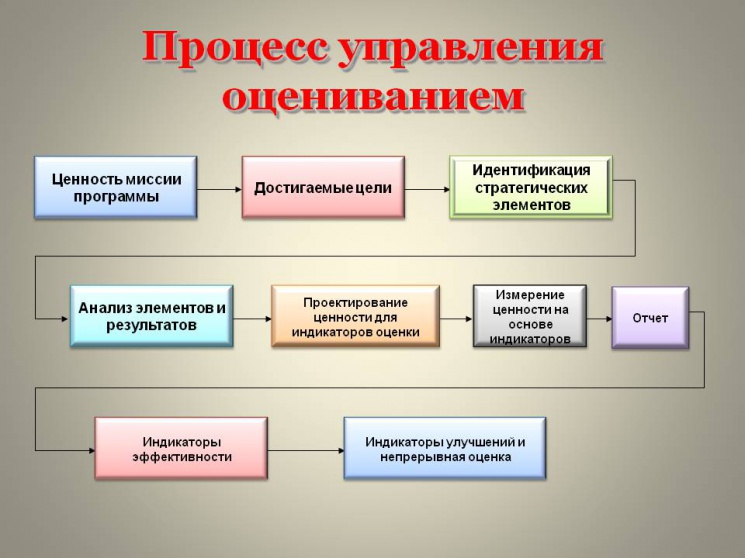 Процесс управления
оцениванием
Ценность миссии
программы
Достигаемые цели
Идентификация
стратегических
элементов
Анализ элементов и
результатов
Проектирование
ценности для
индикаторов оценки
Измерение
ценности на
основе
индикаторов
Отчет
Индикаторы
эффективности
Индикаторы улучшений и
непрерывная оценка